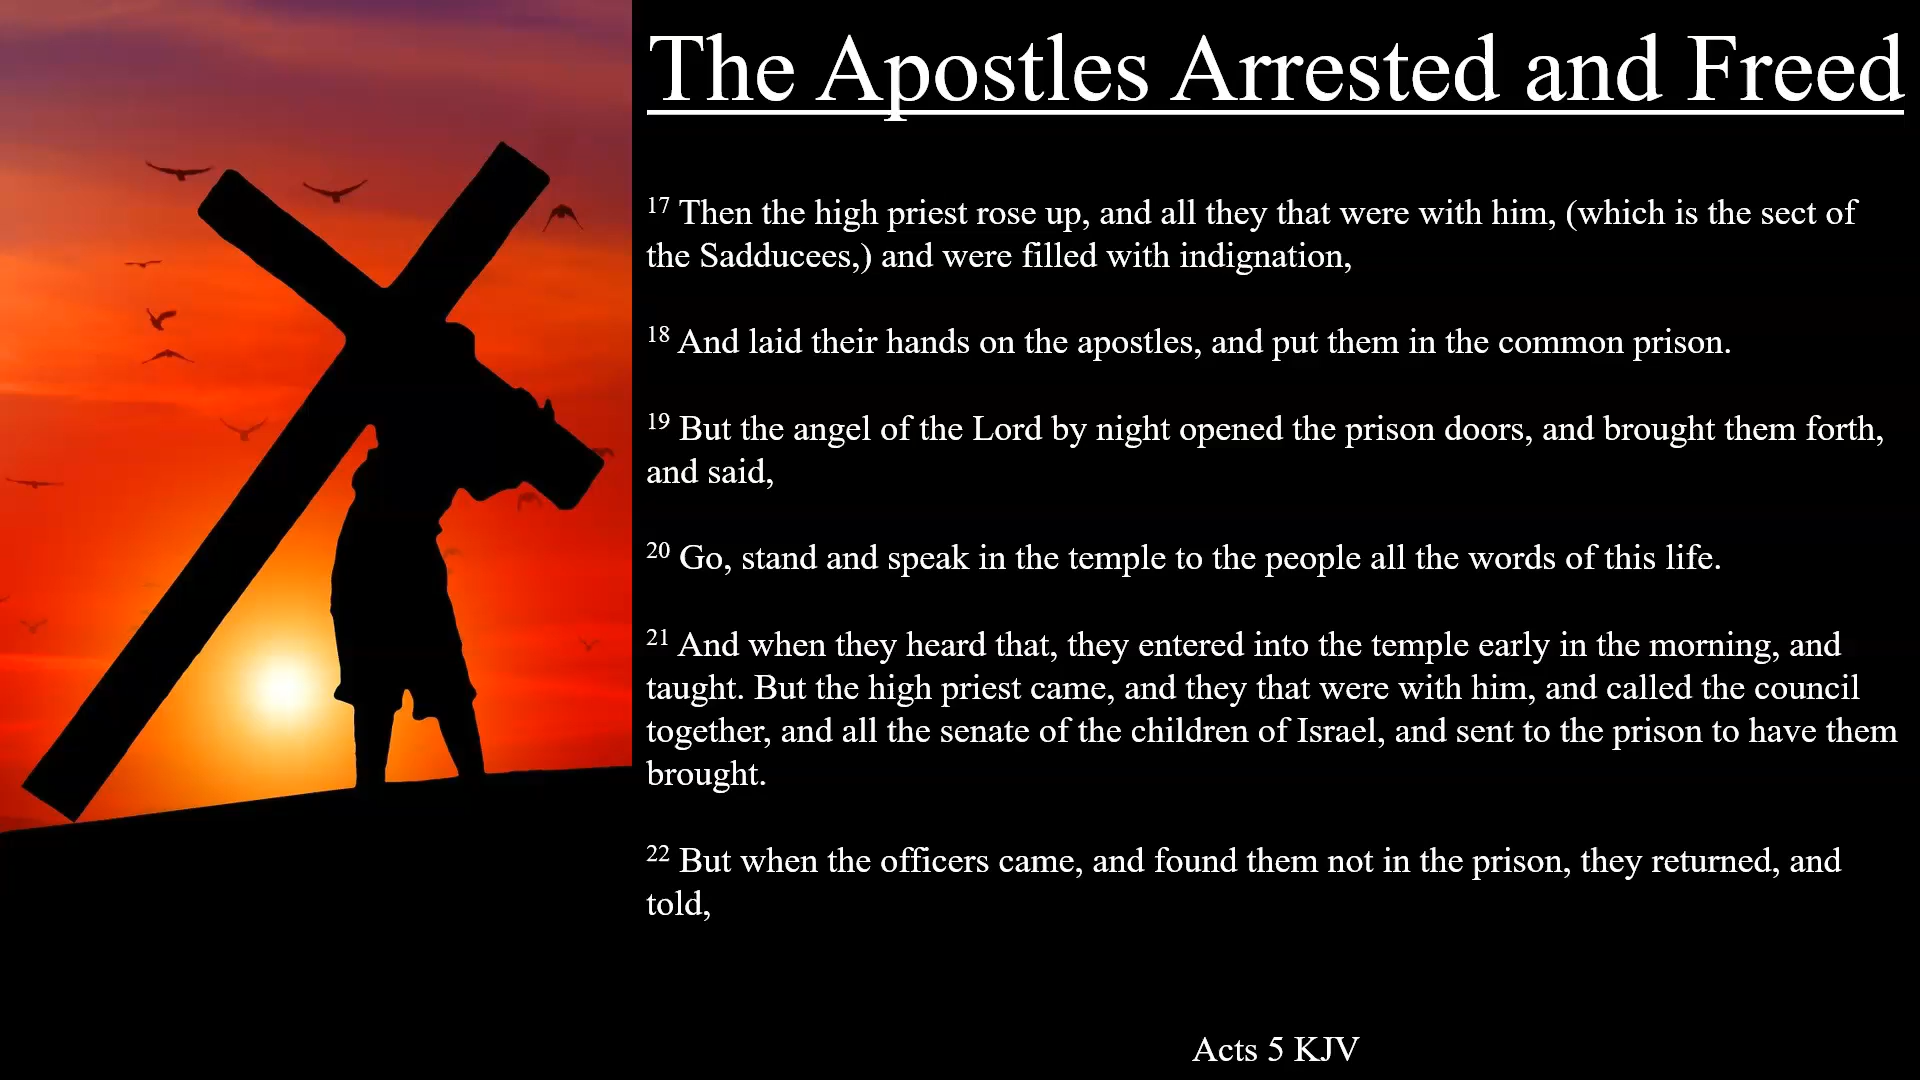 The Apostles Arrested and Freed
17 Then the high priest rose up, and all they that were with him, (which is the sect of
the Sadducees,) and were filled with indignation,
18 And laid their hands on the apostles, and put them in the common prison.
19 But the angel of the Lord by night opened the prison doors, and brought them forth,
and said,
20 Go, stand and speak in the temple to the people all the words of this life.
21 And when they heard that, they entered into the temple early in the morning, and
taught. But the high priest came, and they that were with him, and called the council
together, and all the senate of the children of Israel, and sent to the prison to have them
brought.
22 But when the officers came, and found them not in the prison, they returned, and
told,
Acts 5 KJV